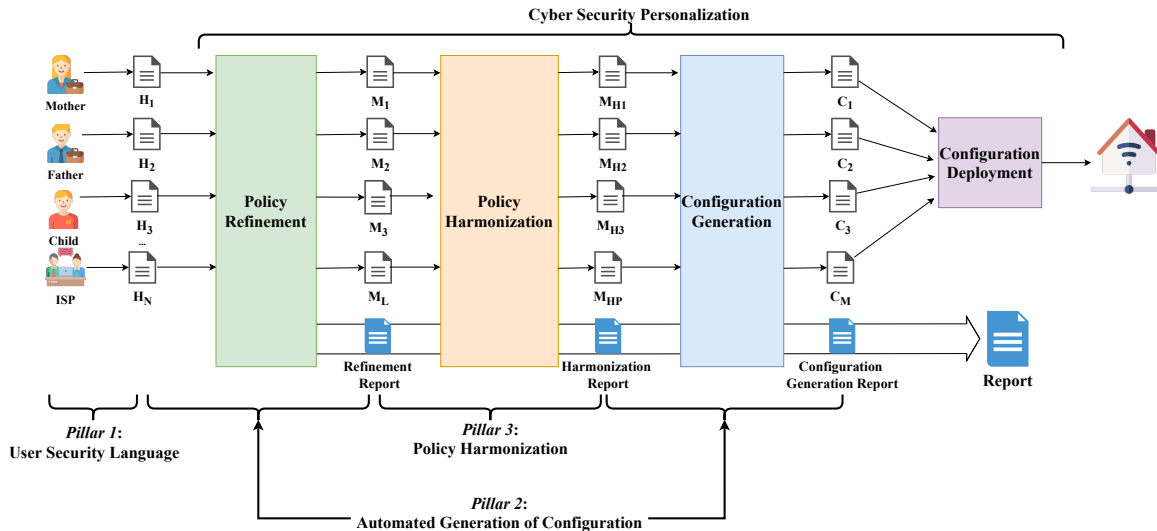 Cyber Security Personalization
Mother
H1
M1
MH1
C1
Father
H2
M2
MH2
C2
Child
H3
...
M3
MH3
C3
ISP
HN
ML
MHP
CM
Policy
Refinement
Policy
Harmonization
Configuration
Generation
Configuration
Deployment
Refinement
Report
Harmonization
Report
Configuration
Generation Report
Report
Pillar 1:
User Security Language
Pillar 3:
Policy Harmonization
Pillar 2:
Automated Generation of Configuration